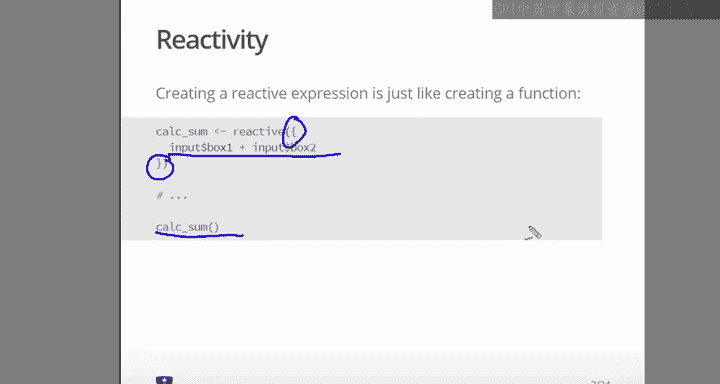 Reactivity
Creating a reactive expression is just like creating a function:
calc_sum <- reactive({
input$box1 + input$box2
})
# ...
calc_sum()